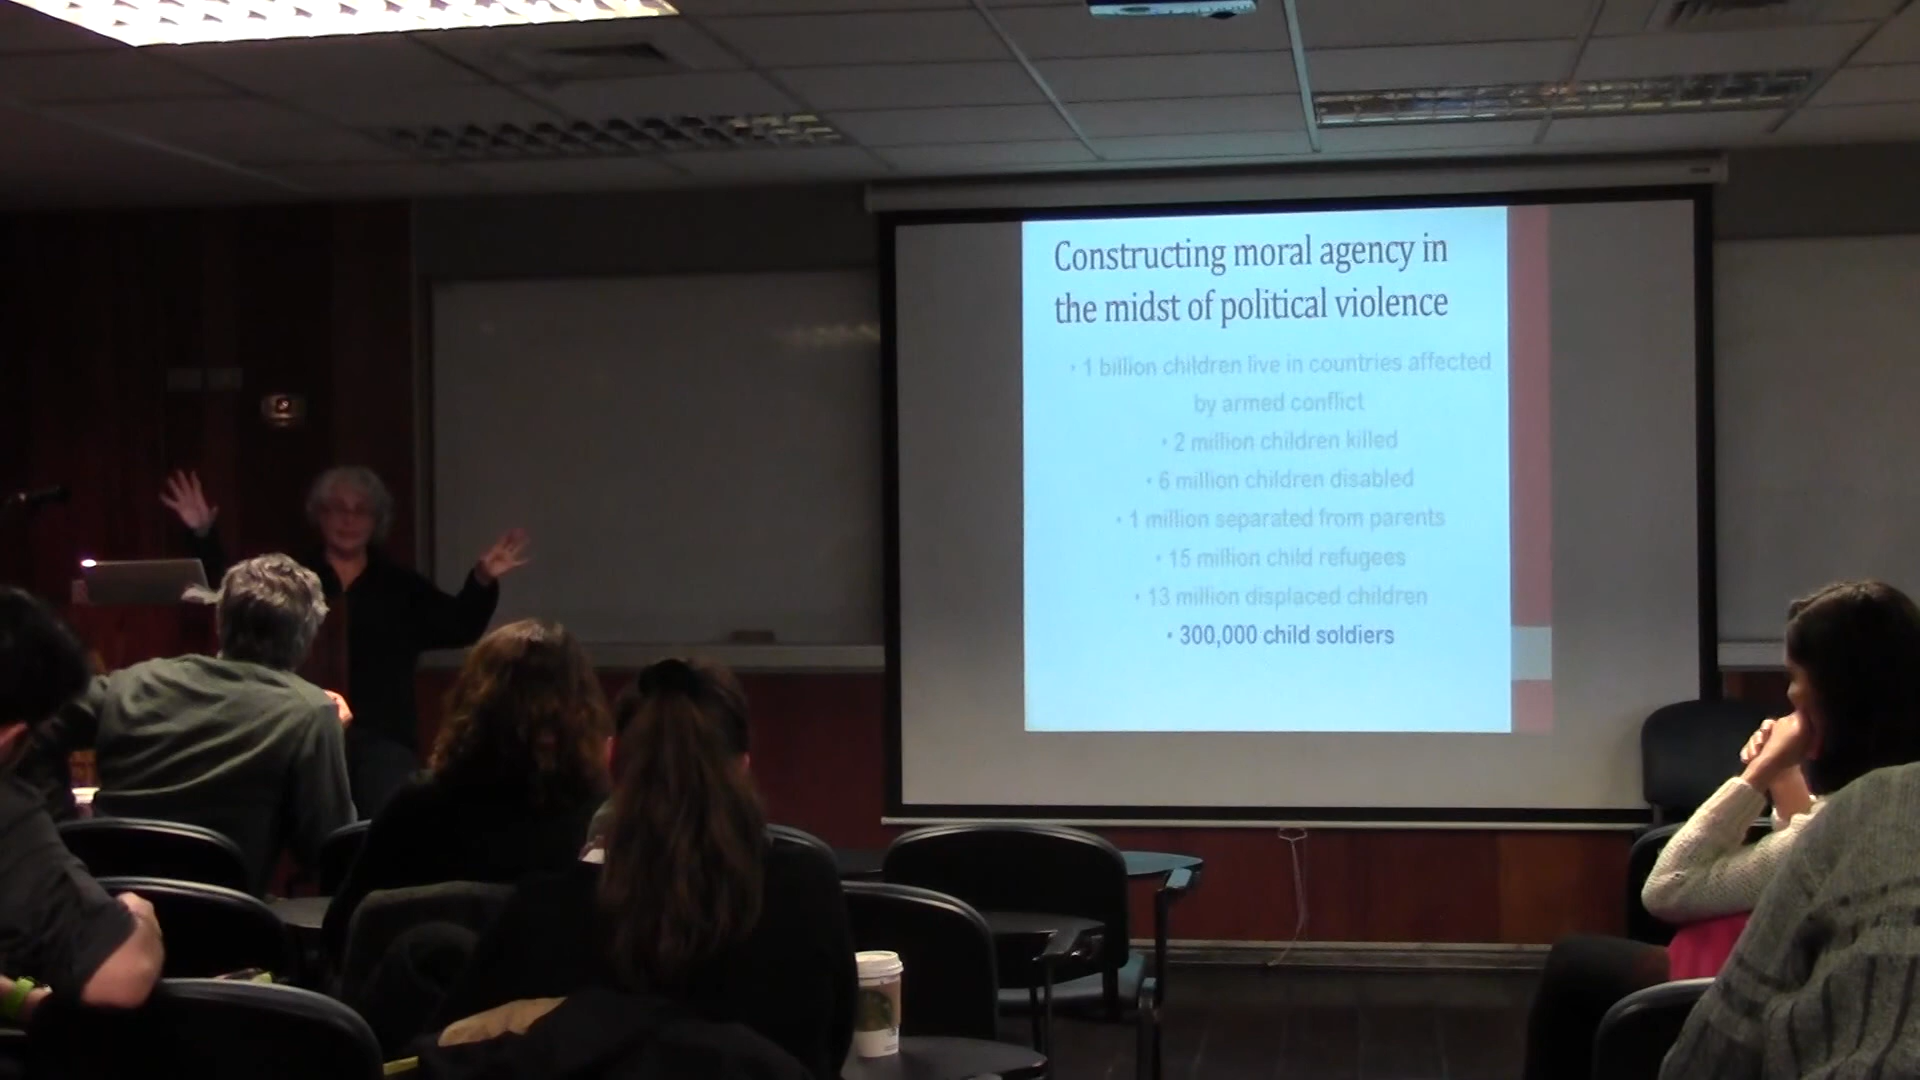 Constructing moral agency in
the midst of political violence
• 1 billion children live in countries affected
by armed conflict
• 2 million children killed
• 6 million children disabled
• 1 million separated from parents
• 15 million child refugees
• 13 million displaced children
• 300,000 child soldiers